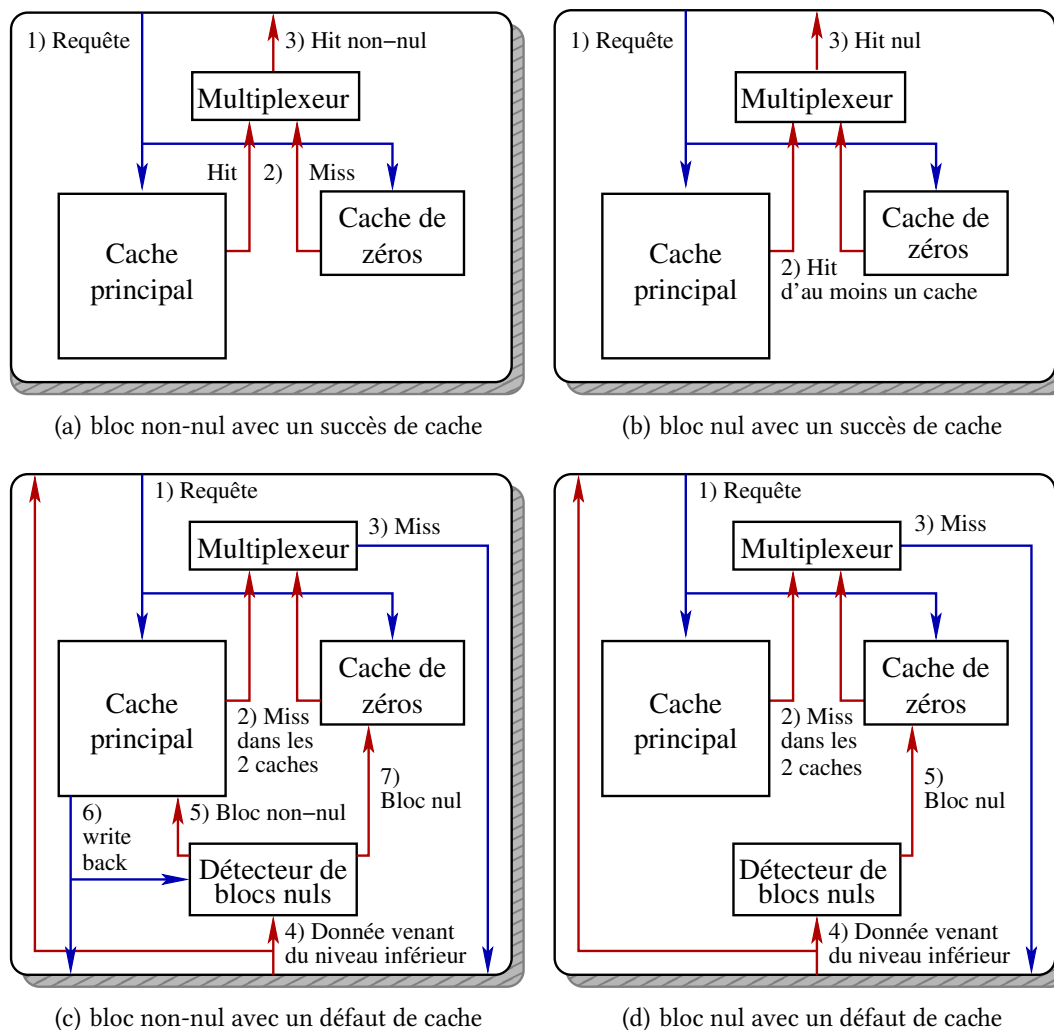 1) Requête
3) Hit non−nul
Multiplexeur
Hit
2)
Miss
Cache principal
Cache de zéros
(a) bloc non-nul avec un succès de cache
1) Requête
3) Hit nul
Multiplexeur
Cache principal
Cache de zéros
2) Hit
d'au moins un cache
(b) bloc nul avec un succès de cache
1) Requête
3) Miss
Multiplexeur
Cache
principal
Cache de
zéros
2) Miss
dans les
2 caches
7)
Bloc nul
6)
write
back
5) Bloc non−nul
Détecteur de
blocs nuls
4) Donnée venant
du niveau inférieur
(c) bloc non-nul avec un défaut de cache
1) Requête
3) Miss
Multiplexeur
Cache
principal
Cache de
zéros
2) Miss
dans les
2 caches
5)
Bloc nul
Détecteur de
blocs nuls
4) Donnée venant
du niveau inférieur
(d) bloc nul avec un défaut de cache